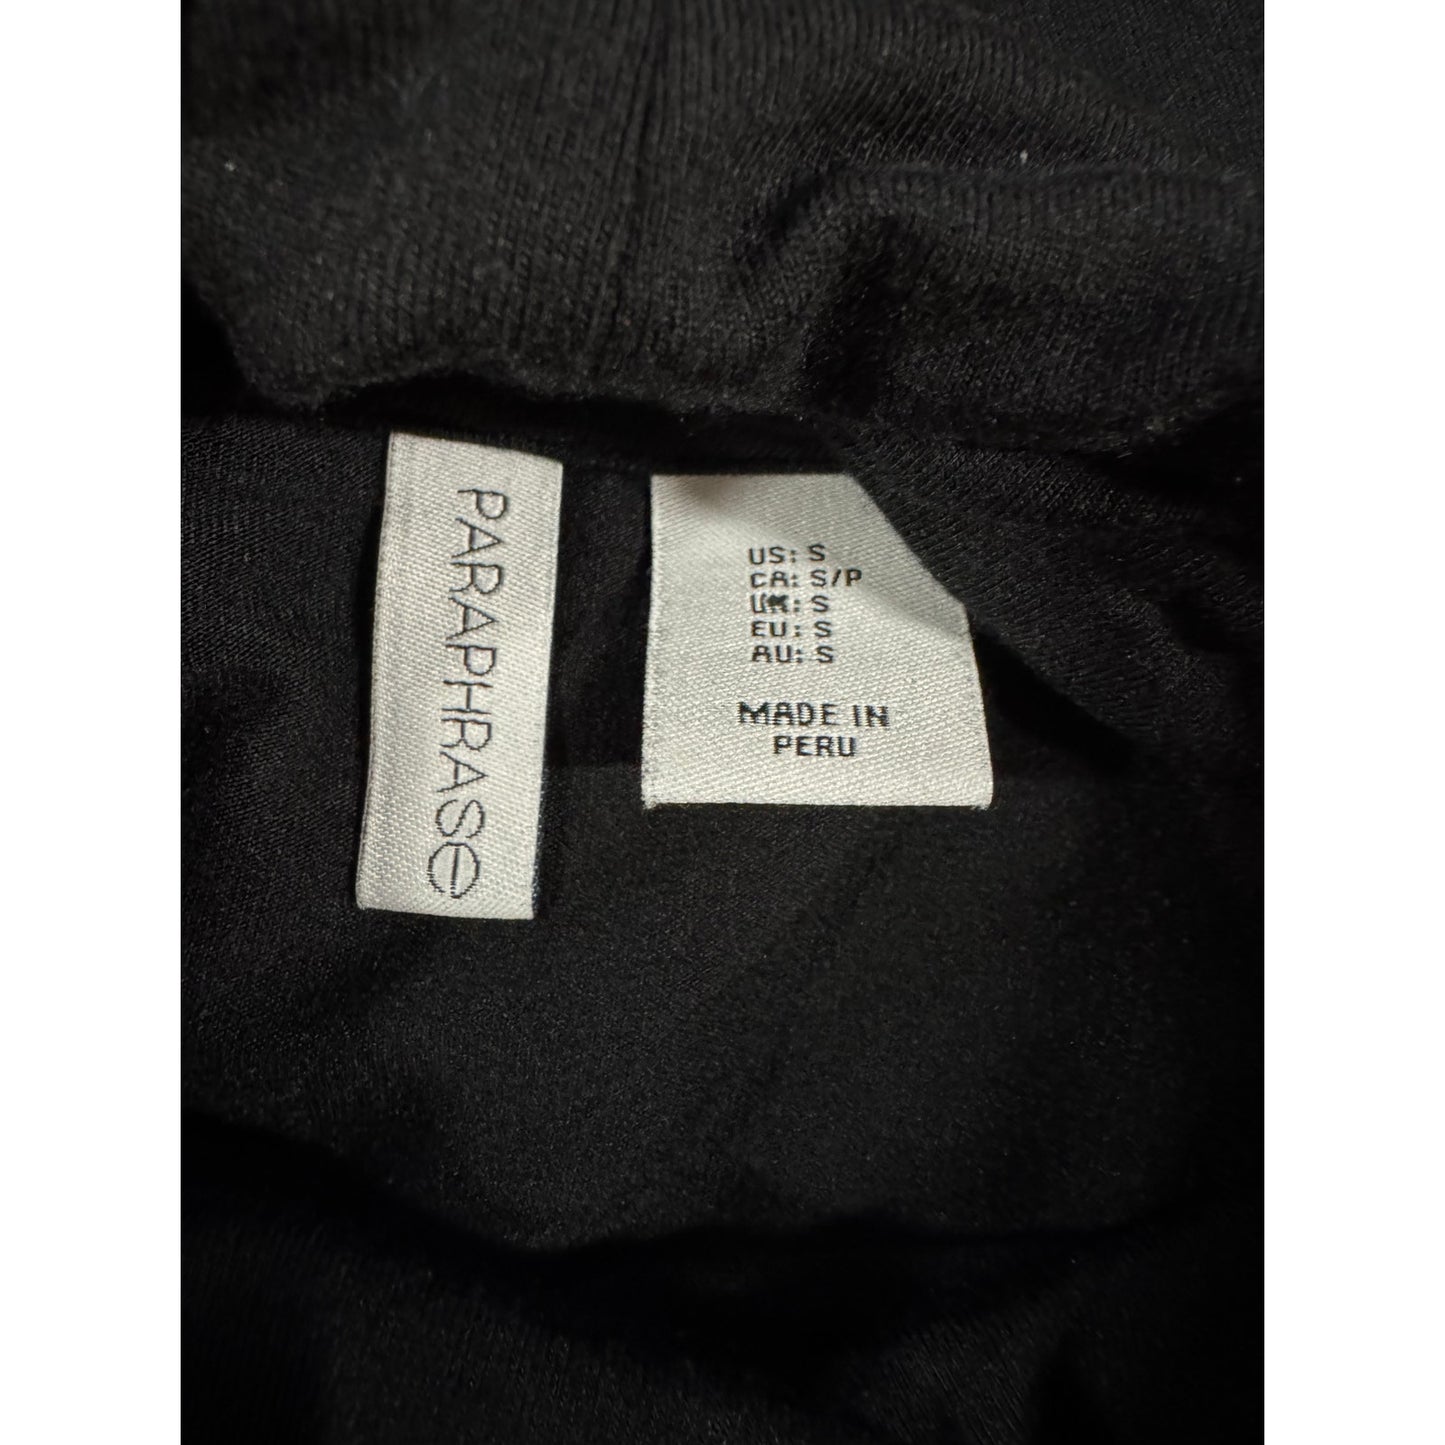 PARAPHRASE
US: S
CA: S/P
UK: S
EU: S
AU: S
MADE IN
PERU